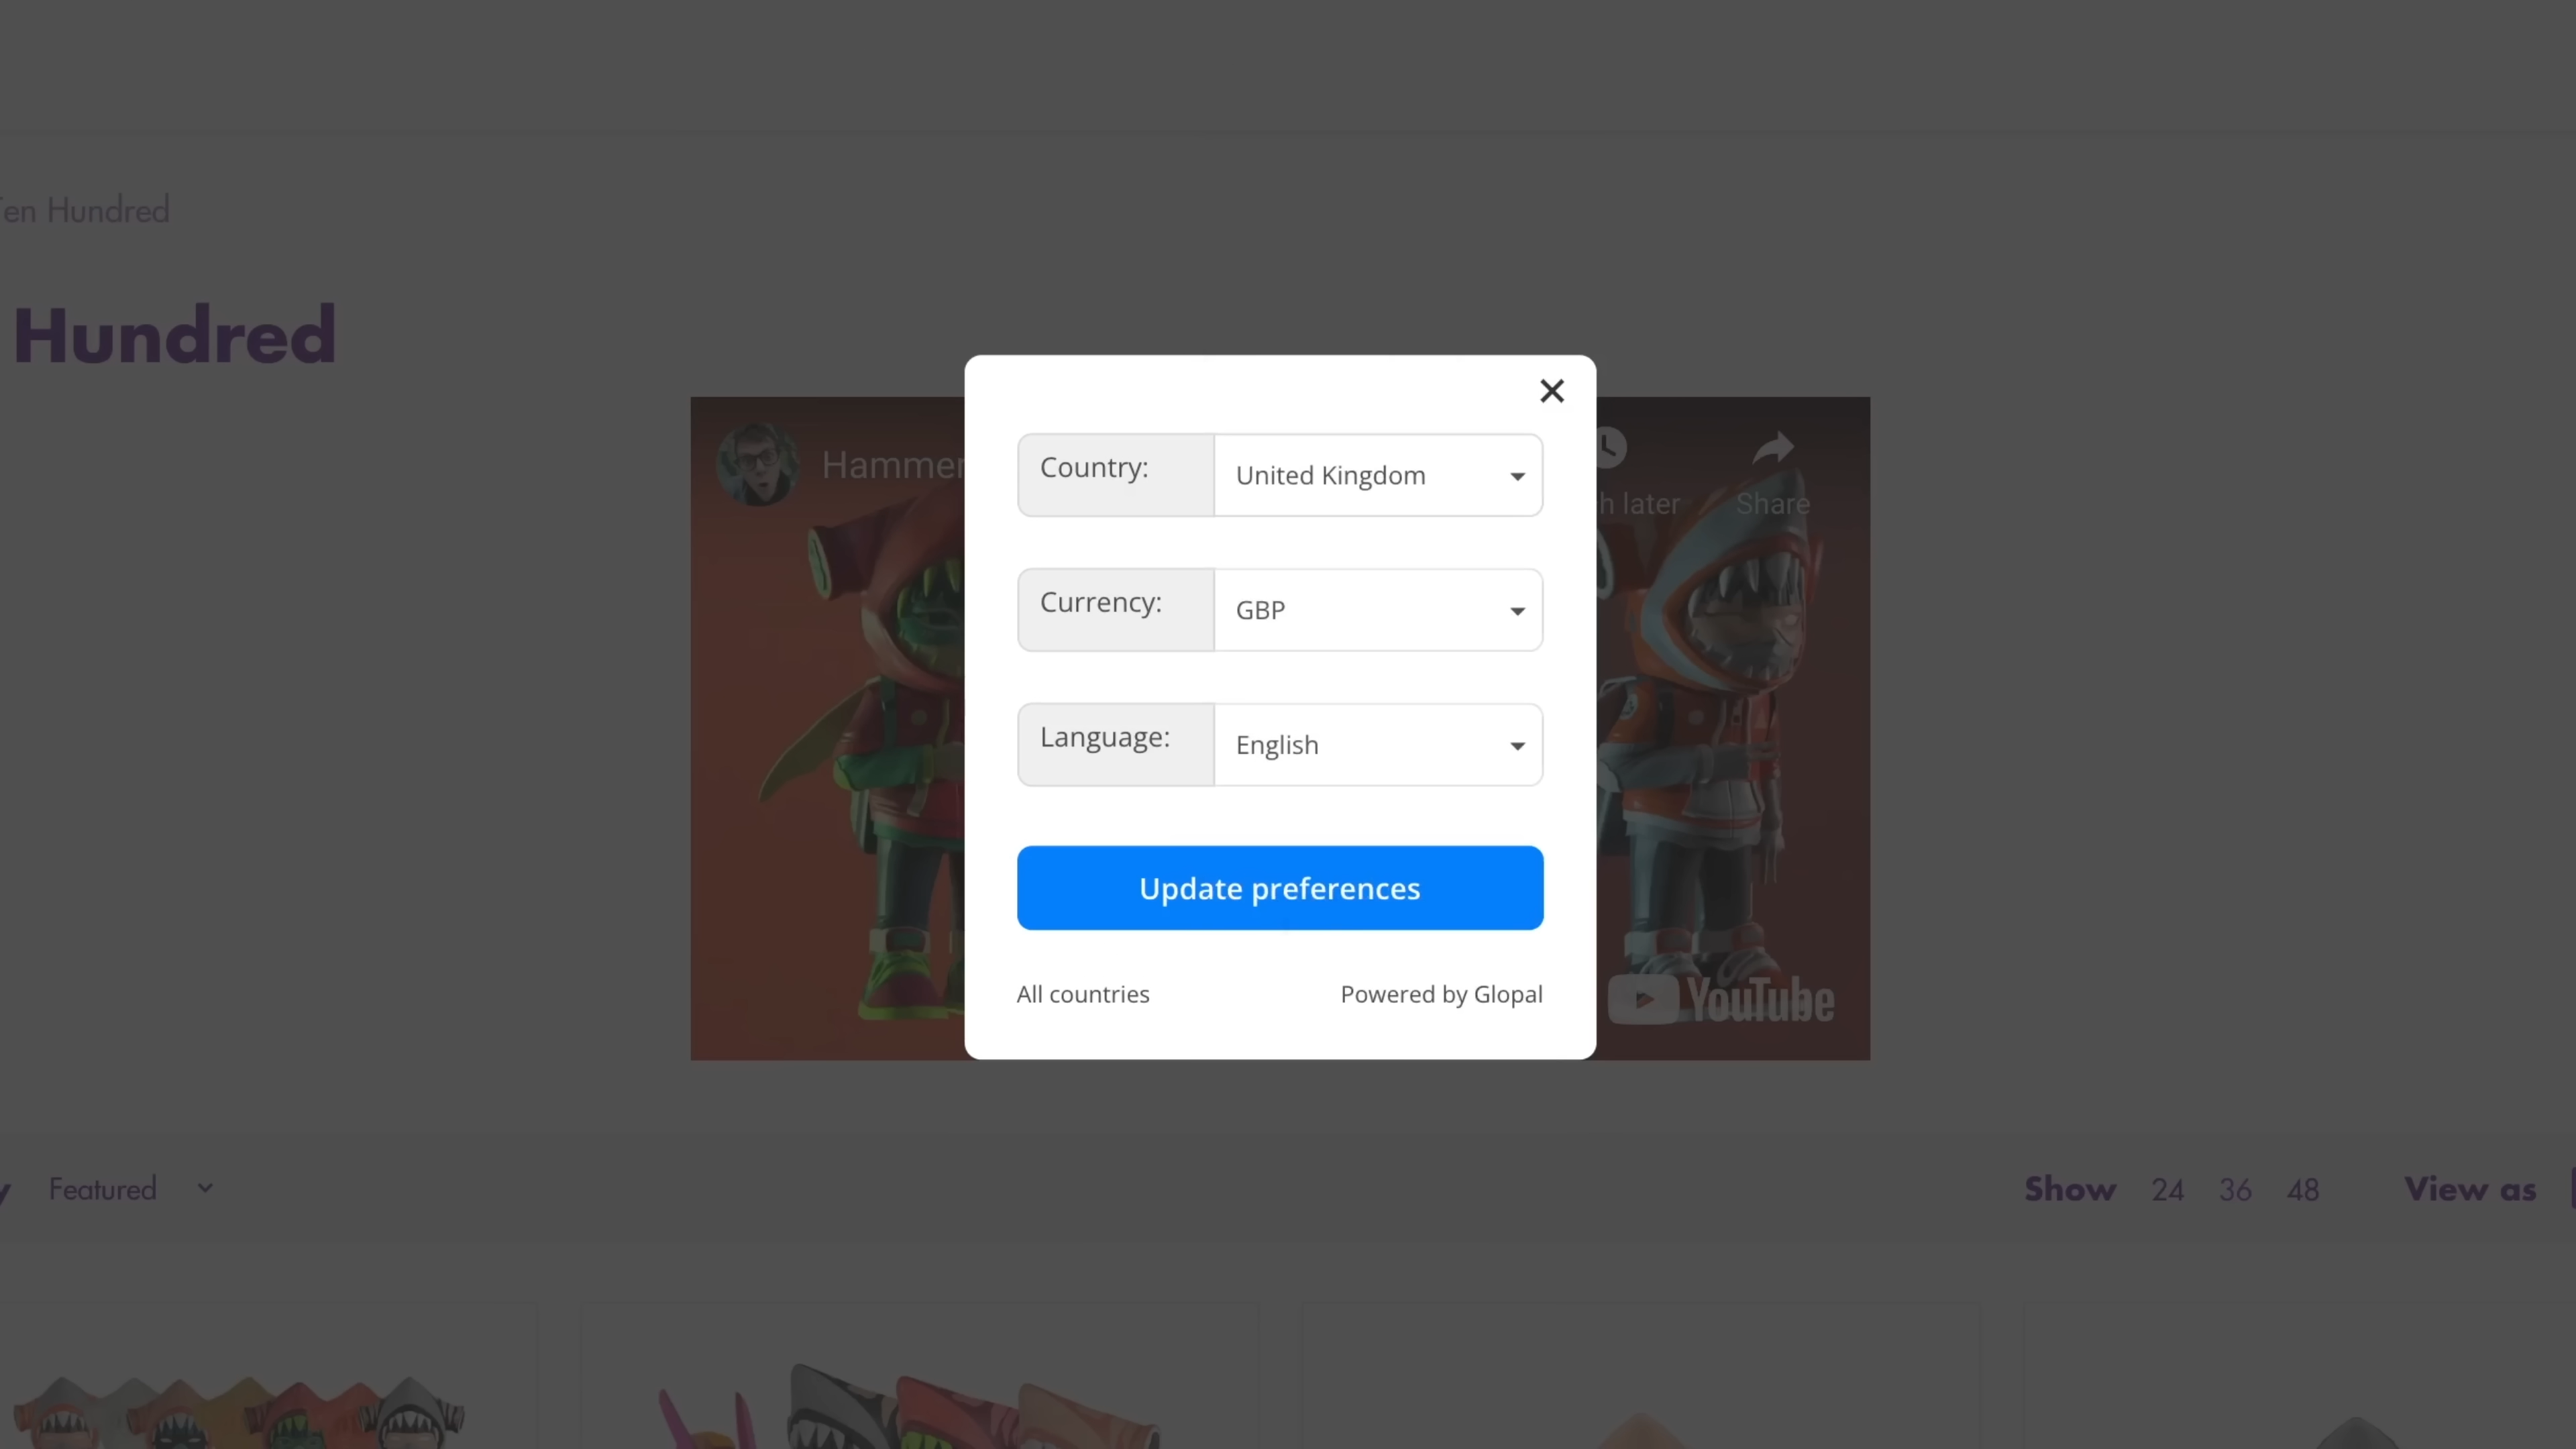 Ten Hundred
Hundred
Hammer
h later
Share
Country:
United Kingdom
Currency:
GBP
Language:
English
Update preferences
All countries
Powered by Glopal
YouTube
Featured
Show 24 36 48
View as